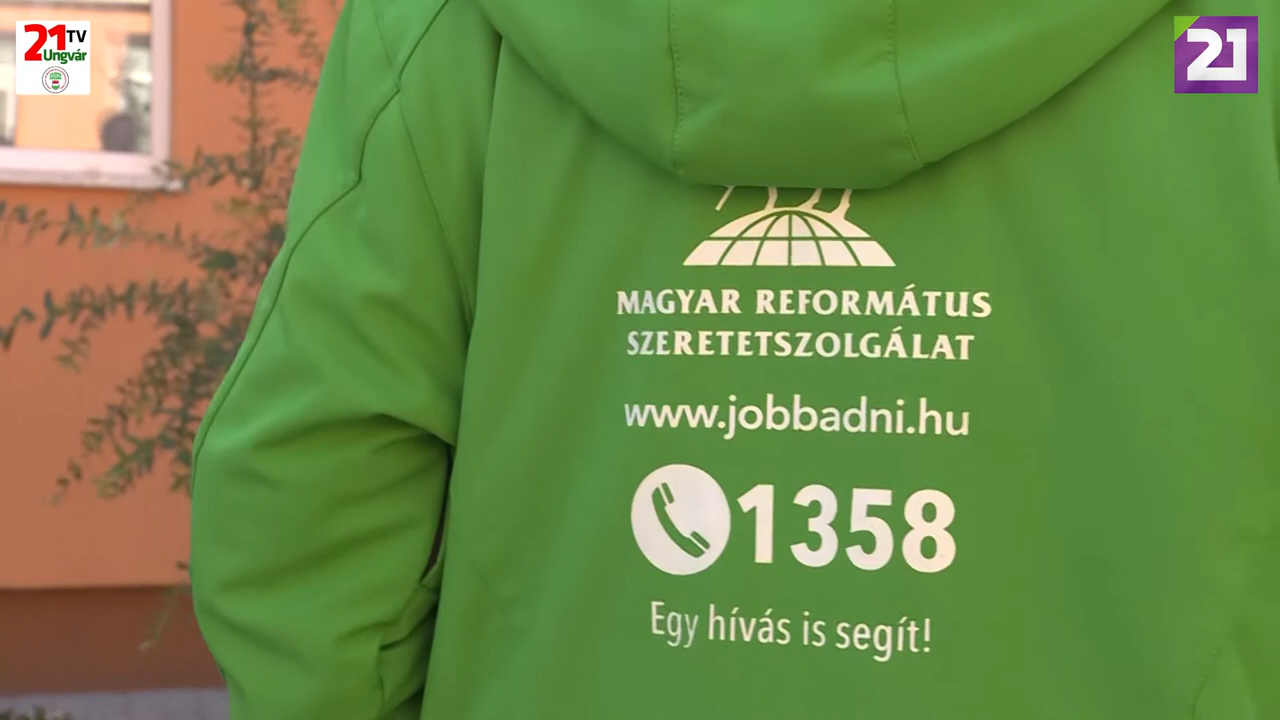 21 TV
Ungvár
21
MAGYAR REFORMÁTUS
SZERETETSZOLGÁLAT
www.jobbadni.hu
1358
Egy hívás is segít!